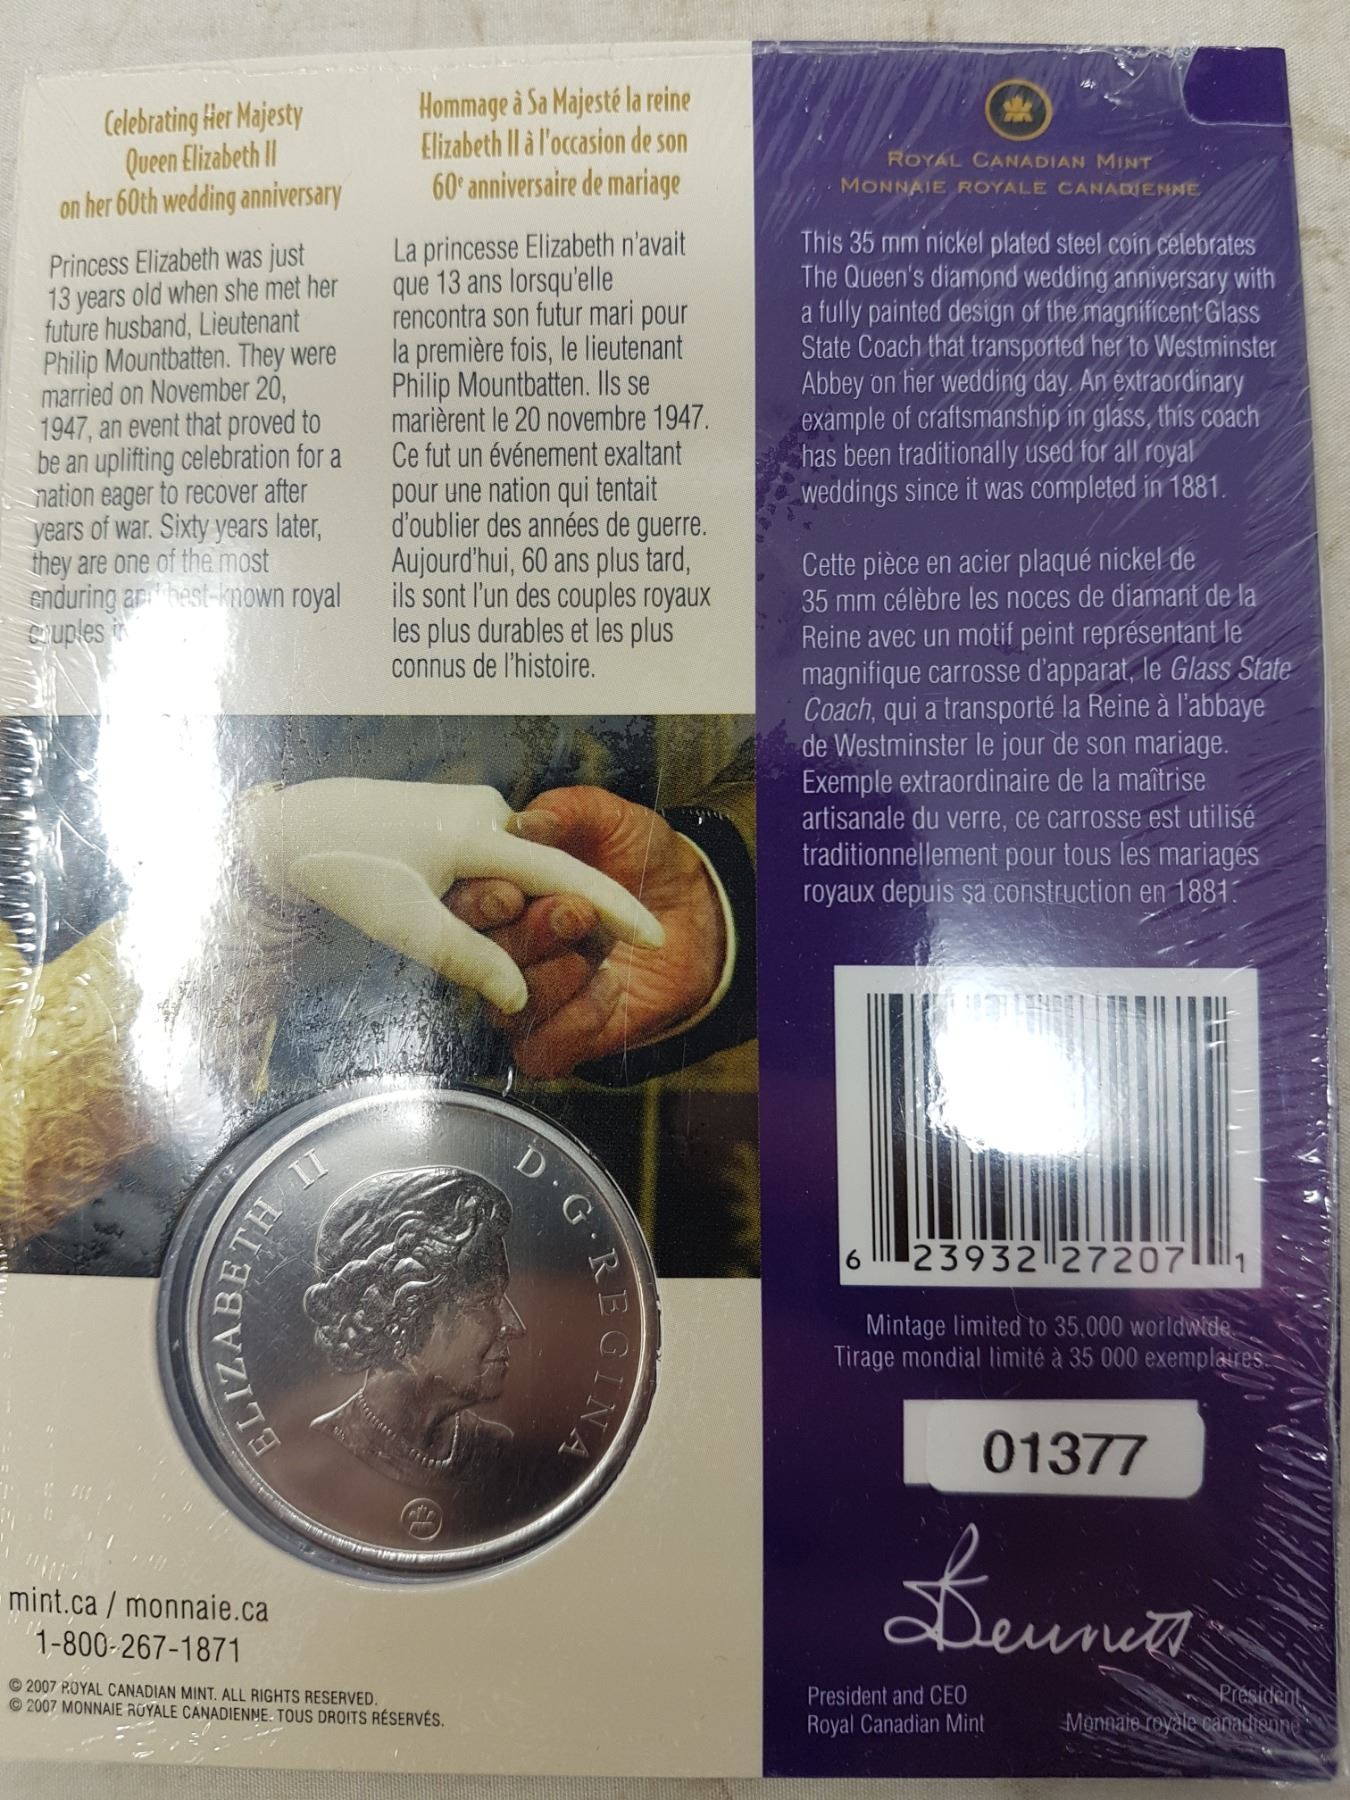 Celebrating Her Majesty
Queen Elizabeth II
on her 60th wedding anniversary
Princess Elizabeth was just
13 years old when she met her
future husband, Lieutenant
Philip Mountbatten. They were
married on November 20,
1947, an event that proved to
be an uplifting celebration for a
nation eager to recover after
years of war. Sixty years later,
they are one of the most
enduring and best-known royal
couples
Hommage à Sa Majesté la reine
Elizabeth II à l'occasion de son
60e anniversaire de mariage
La princesse Elizabeth n'avait
que 13 ans lorsqu'elle
rencontra son futur mari pour
la première fois, le lieutenant
Philip Mountbatten. Ils se
marièrent le 20 novembre 1947.
Ce fut un événement exaltant
pour une nation qui tentait
d'oublier des années de guerre.
Aujourd'hui, 60 ans plus tard,
ils sont l'un des couples royaux
les plus durables et les plus
connus de l'histoire.
ELIZABETH II D·G·REGINA
mint.ca / monnaie.ca
1-800-267-1871
© 2007 ROYAL CANADIAN MINT. ALL RIGHTS RESERVED.
© 2007 MONNAIE ROYALE CANADIENNE. TOUS DROITS RÉSERVÉS.
ROYAL CANADIAN MINT
MONNAIE ROYALE CANADIENNE
This 35 mm nickel plated steel coin celebrates
The Queen's diamond wedding anniversary with
a fully painted design of the magnificent Glass
State Coach that transported her to Westminster
Abbey on her wedding day. An extraordinary
example of craftsmanship in glass, this coach
has been traditionally used for all royal
weddings since it was completed in 1881.
Cette pièce en acier plaqué nickel de
35 mm célèbre les noces de diamant de la
Reine avec un motif peint représentant le
magnifique carrosse d'apparat, le Glass State
Coach, qui a transporté la Reine à l'abbaye
de Westminster le jour de son mariage.
Exemple extraordinaire de la maîtrise
artisanale du verre, ce carrosse est utilisé
traditionnellement pour tous les mariages
royaux depuis sa construction en 1881.
6 23932 27207 1
Mintage limited to 35,000 worldwide.
Tirage mondial limité à 35 000 exemplaires.
01377
Bennett
President and CEO
Royal Canadian Mint
Président,
Monnaie royale canadienne